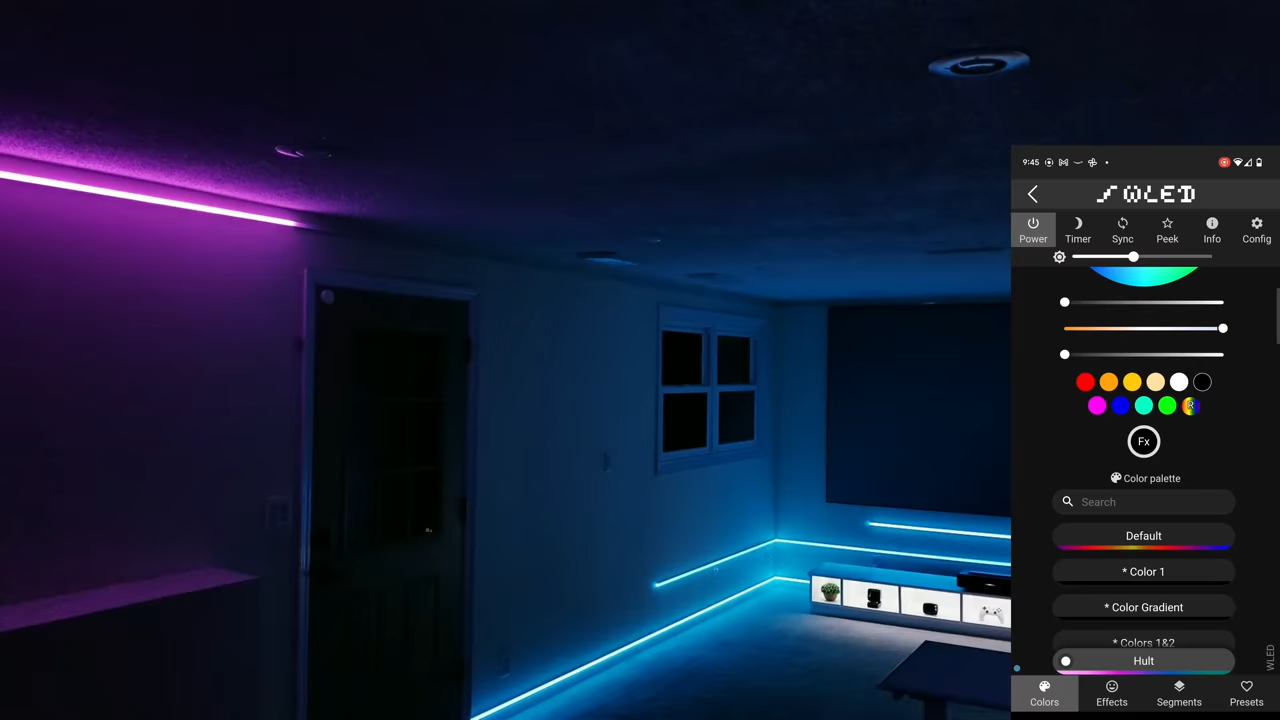 9:45
WLED
Power Timer Sync Peek Info Config
R
Fx
Color palette
Search
Default
* Color 1
* Color Gradient
* Colors 1&2
Hult
WLED
Colors Effects Segments Presets